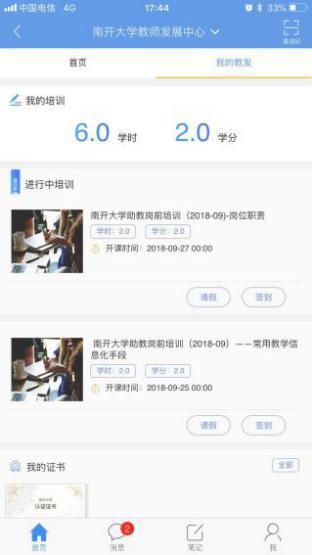 中国电信 4G 17:44 33%
南开大学教师发展中心
邀请码
首页 我的教发
我的培训
6.0 学时 2.0 学分
进行中培训
南开大学助教岗前培训（2018-09)-岗位职责
学时：2.0 学分：2.0
开课时间：2018-09-27 00:00
请假 签到
南开大学助教岗前培训（2018-09）——常用教学信
息化手段
学时：2.0 学分：2.0
开课时间：2018-09-25 00:00
请假 签到
我的证书 全部
南开大学
认证证书
2
首页 消息 笔记 我